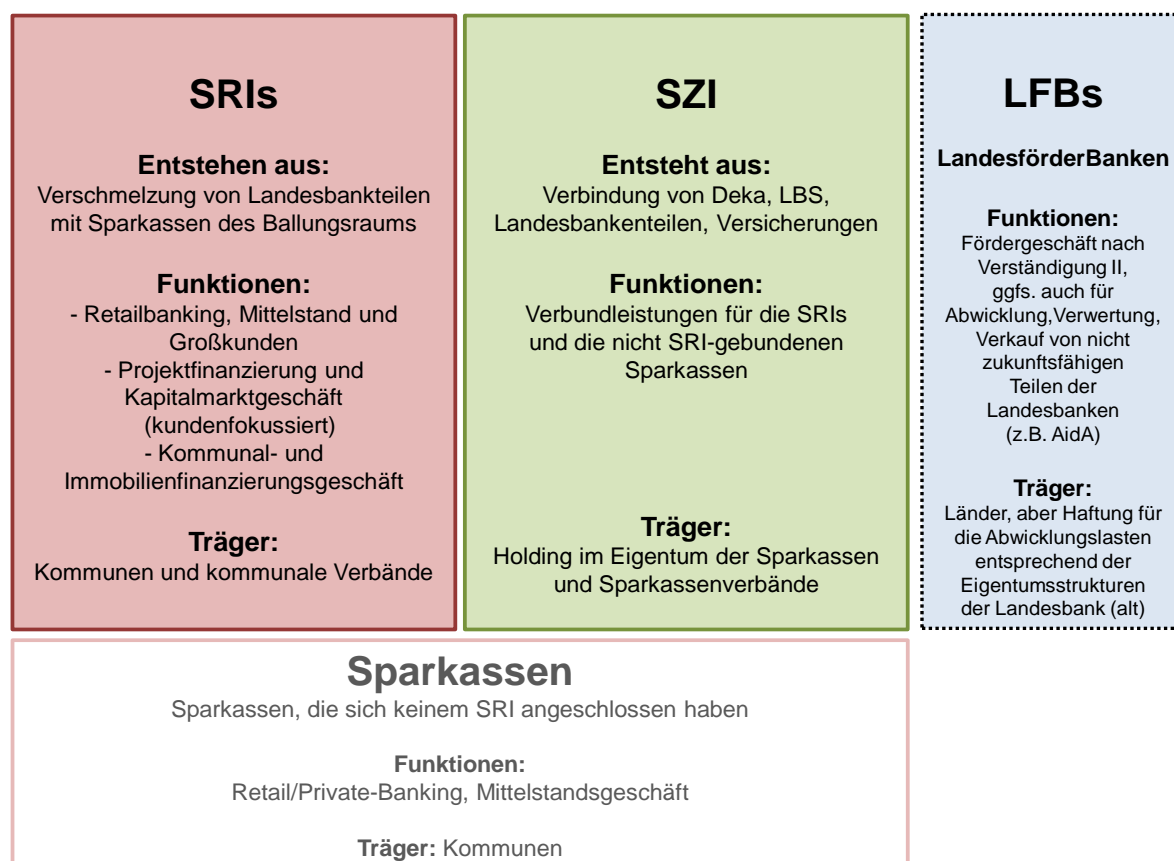 SRIs
Entstehen aus:
Verschmelzung von Landesbankteilen
mit Sparkassen des Ballungsraums
Funktionen:
- Retailbanking, Mittelstand und
Großkunden
- Projektfinanzierung und
Kapitalmarktgeschäft
(kundenfokussiert)
- Kommunal- und
Immobilienfinanzierungsgeschäft
Träger:
Kommunen und kommunale Verbände
SZI
Entsteht aus:
Verbindung von Deka, LBS,
Landesbankenteilen, Versicherungen
Funktionen:
Verbundleistungen für die SRIs
und die nicht SRI-gebundenen
Sparkassen
Träger:
Holding im Eigentum der Sparkassen
und Sparkassenverbände
LFBs
LandesförderBanken
Funktionen:
Fördergeschäft nach
Verständigung II,
ggfs. auch für
Abwicklung,Verwertung,
Verkauf von nicht
zukunftsfähigen
Teilen der
Landesbanken
(z.B. AidA)
Träger:
Länder, aber Haftung für
die Abwicklungslasten
entsprechend der
Eigentumsstrukturen
der Landesbank (alt)
Sparkassen
Sparkassen, die sich keinem SRI angeschlossen haben
Funktionen:
Retail/Private-Banking, Mittelstandsgeschäft
Träger: Kommunen